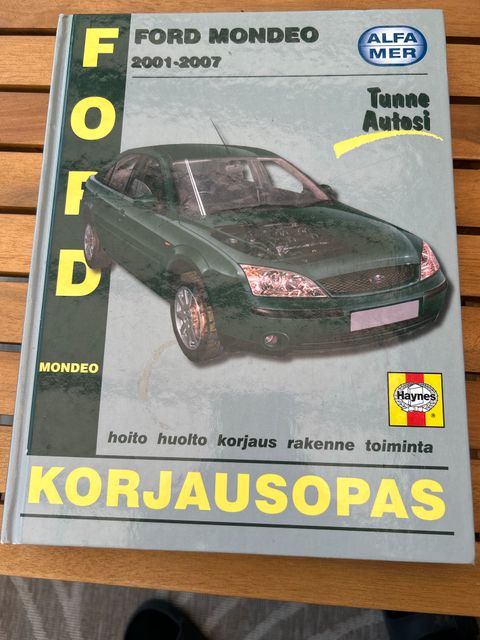 FORD MONDEO
2001-2007
ALFA
MER
Tunne
Autosi
F
O
R
D
MONDEO
Haynes
®
hoito huolto korjaus rakenne toiminta
KORJAUSOPAS